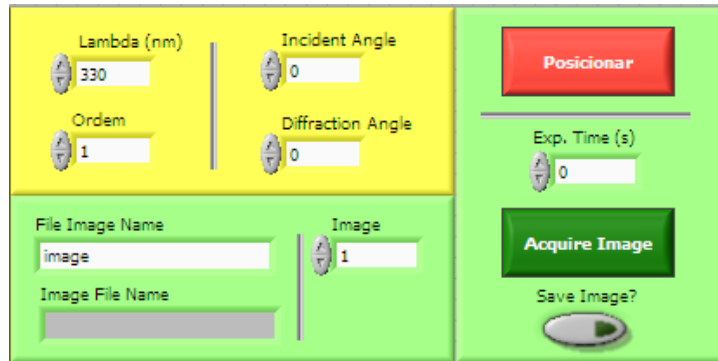 Lambda (nm)
330
Ordem
1
Incident Angle
0
Diffraction Angle
0
File Image Name
image
Image File Name
Image
1
Posicionar
Exp. Time (s)
0
Acquire Image
Save Image?